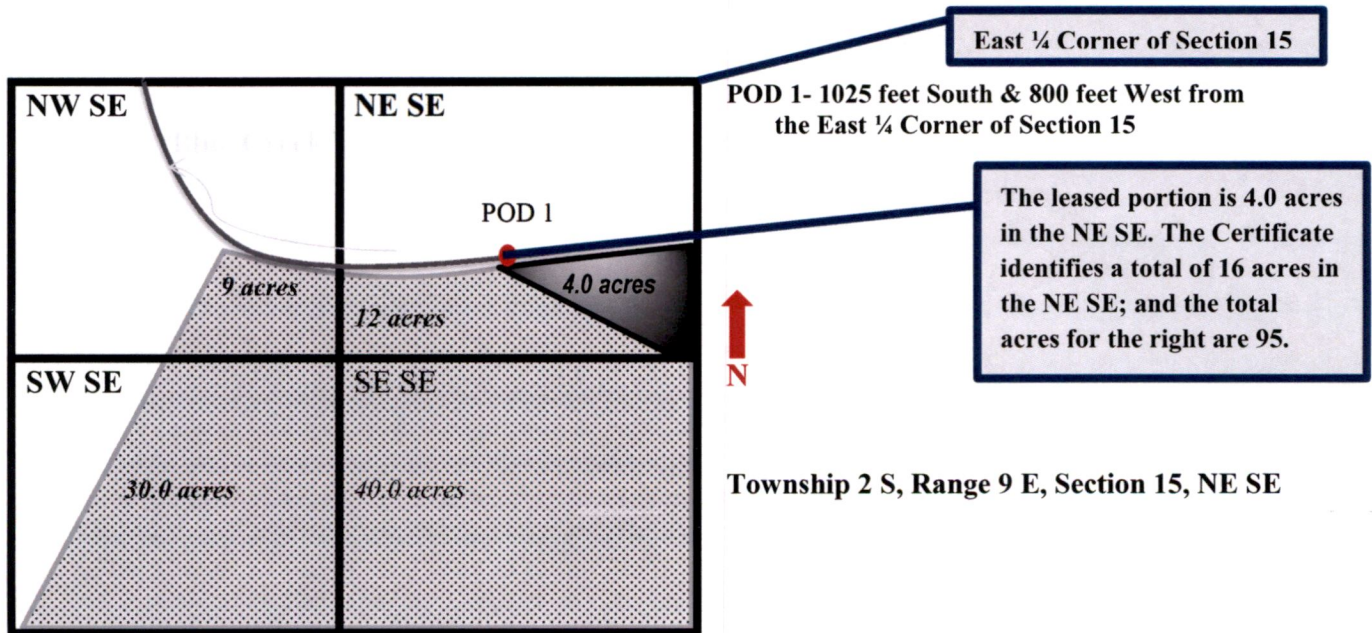 East ¼ Corner of Section 15
NW SE
NE SE
POD 1- 1025 feet South & 800 feet West from
the East ¼ Corner of Section 15
POD 1
The leased portion is 4.0 acres
in the NE SE. The Certificate
identifies a total of 16 acres in
the NE SE; and the total
acres for the right are 95.
9 acres
4.0 acres
12 acres
N
SW SE
SE SE
30.0 acres
40.0 acres
Township 2 S, Range 9 E, Section 15, NE SE